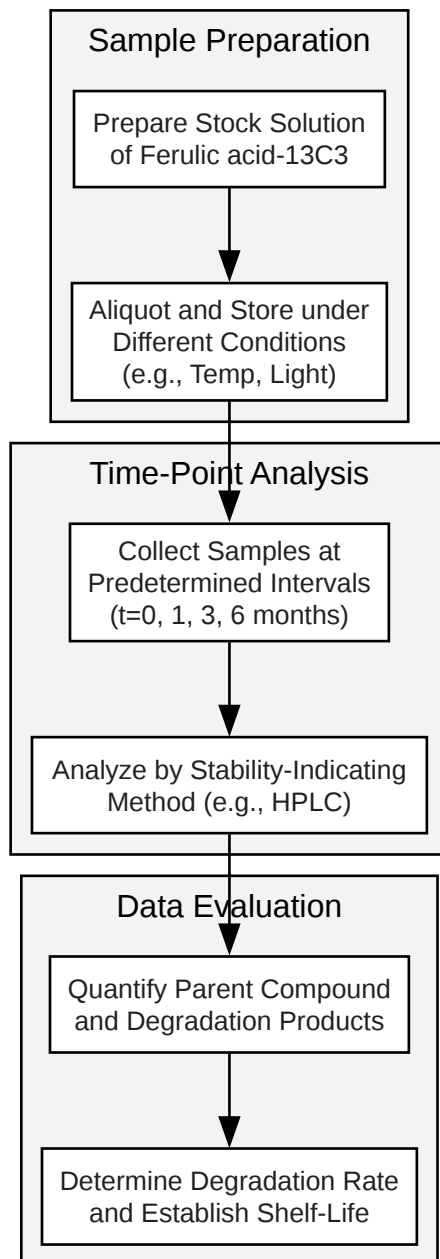 Sample Preparation
Prepare Stock Solution
of Ferulic acid-13C3
Aliquot and Store under
Different Conditions
(e.g., Temp, Light)
Time-Point Analysis
Collect Samples at
Predetermined Intervals
(t=0, 1, 3, 6 months)
Analyze by Stability-Indicating
Method (e.g., HPLC)
Data Evaluation
Quantify Parent Compound
and Degradation Products
Determine Degradation Rate
and Establish Shelf-Life